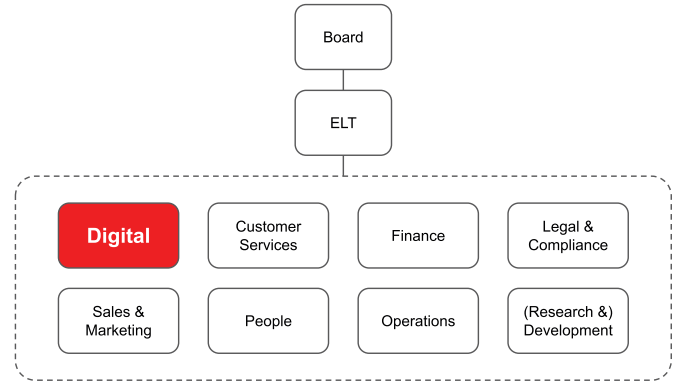 Board
ELT
Digital
Customer
Services
Finance
Legal &
Compliance
Sales &
Marketing
People
Operations
(Research &)
Development